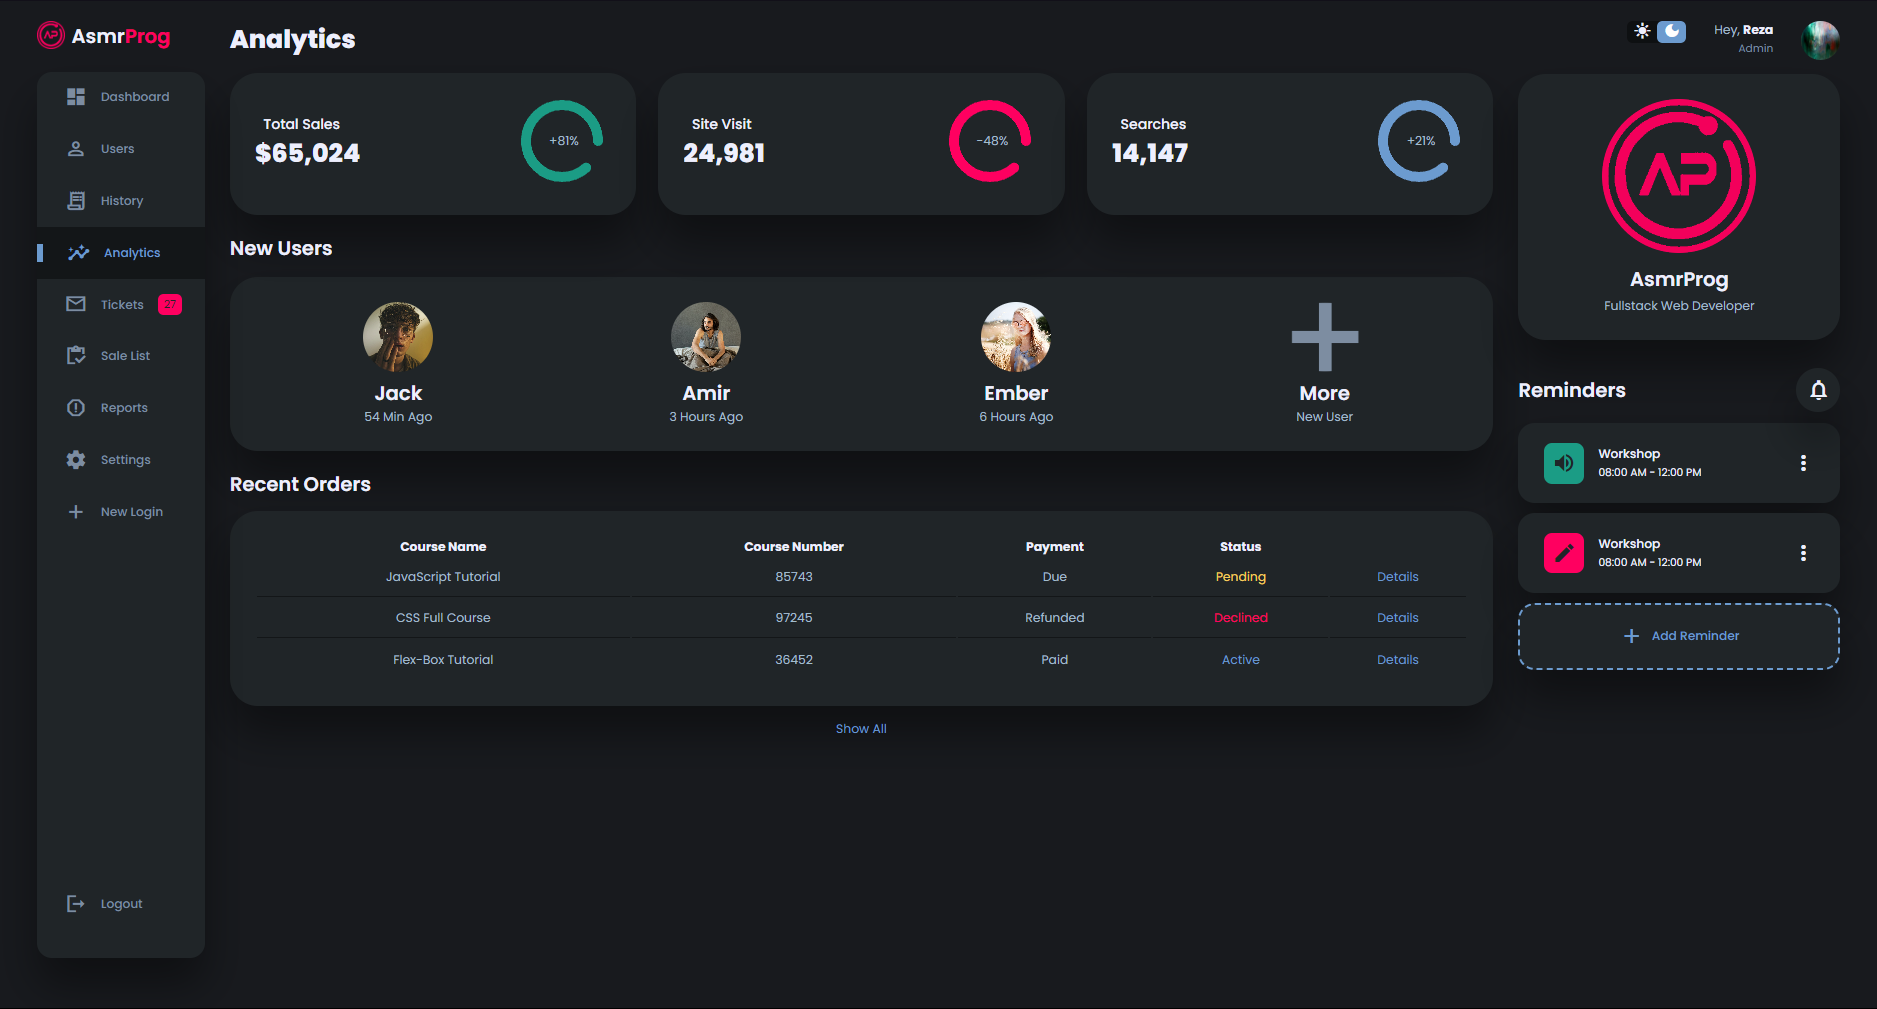 AsmrProg
Dashboard
Users
History
Analytics
Tickets 27
Sale List
Reports
Settings
New Login
Logout
Analytics
Total Sales
$65,024
+81%
Site Visit
24,981
-48%
Searches
14,147
+21%
New Users
Jack
54 Min Ago
Amir
3 Hours Ago
Ember
6 Hours Ago
More
New User
Recent Orders
Course Name Course Number Payment Status
JavaScript Tutorial 85743 Due Pending Details
CSS Full Course 97245 Refunded Declined Details
Flex-Box Tutorial 36452 Paid Active Details
Show All
Hey, Reza
Admin
AP
AsmrProg
Fullstack Web Developer
Reminders
Workshop
08:00 AM - 12:00 PM
Workshop
08:00 AM - 12:00 PM
Add Reminder